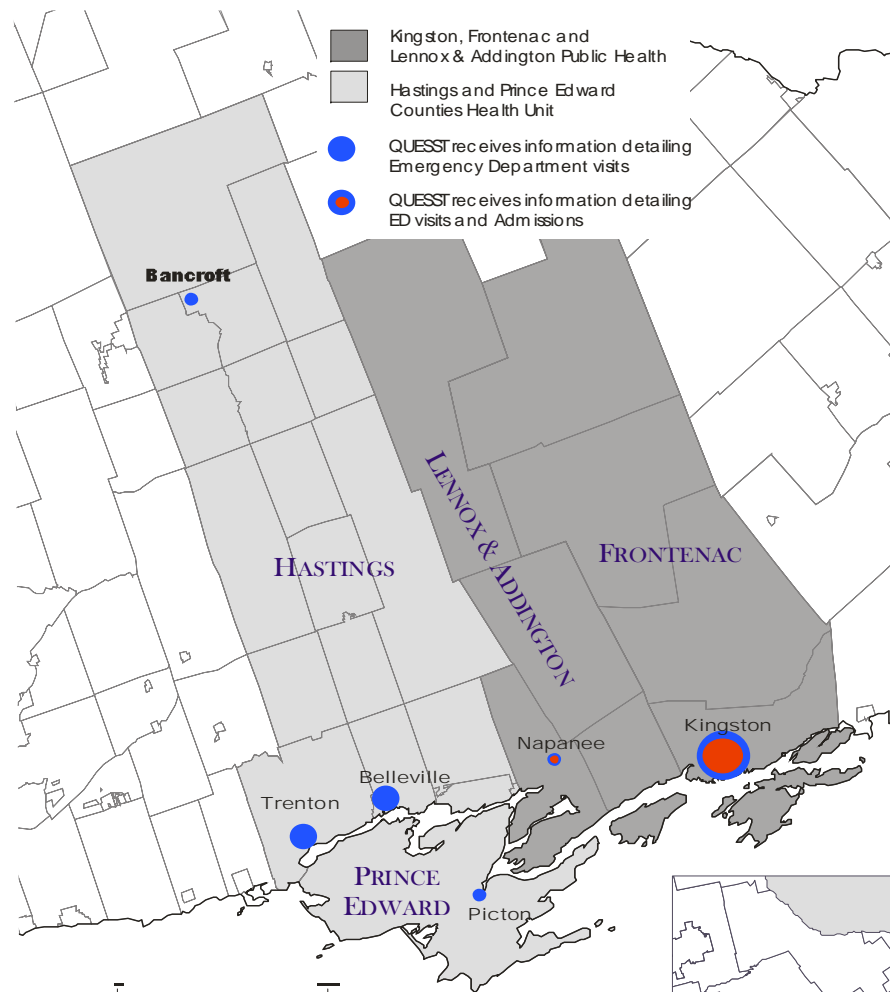 Kingston, Frontenac and
Lennox & Addington Public Health
Hastings and Prince Edward
Counties Health Unit
QUESST receives information detailing
Emergency Department visits
QUESST receives information detailing
ED visits and Admissions
Bancroft
LENNOX & ADDINGTON
HASTINGS
FRONTENAC
Kingston
Napanee
Belleville
Trenton
PRINCE
EDWARD
Picton